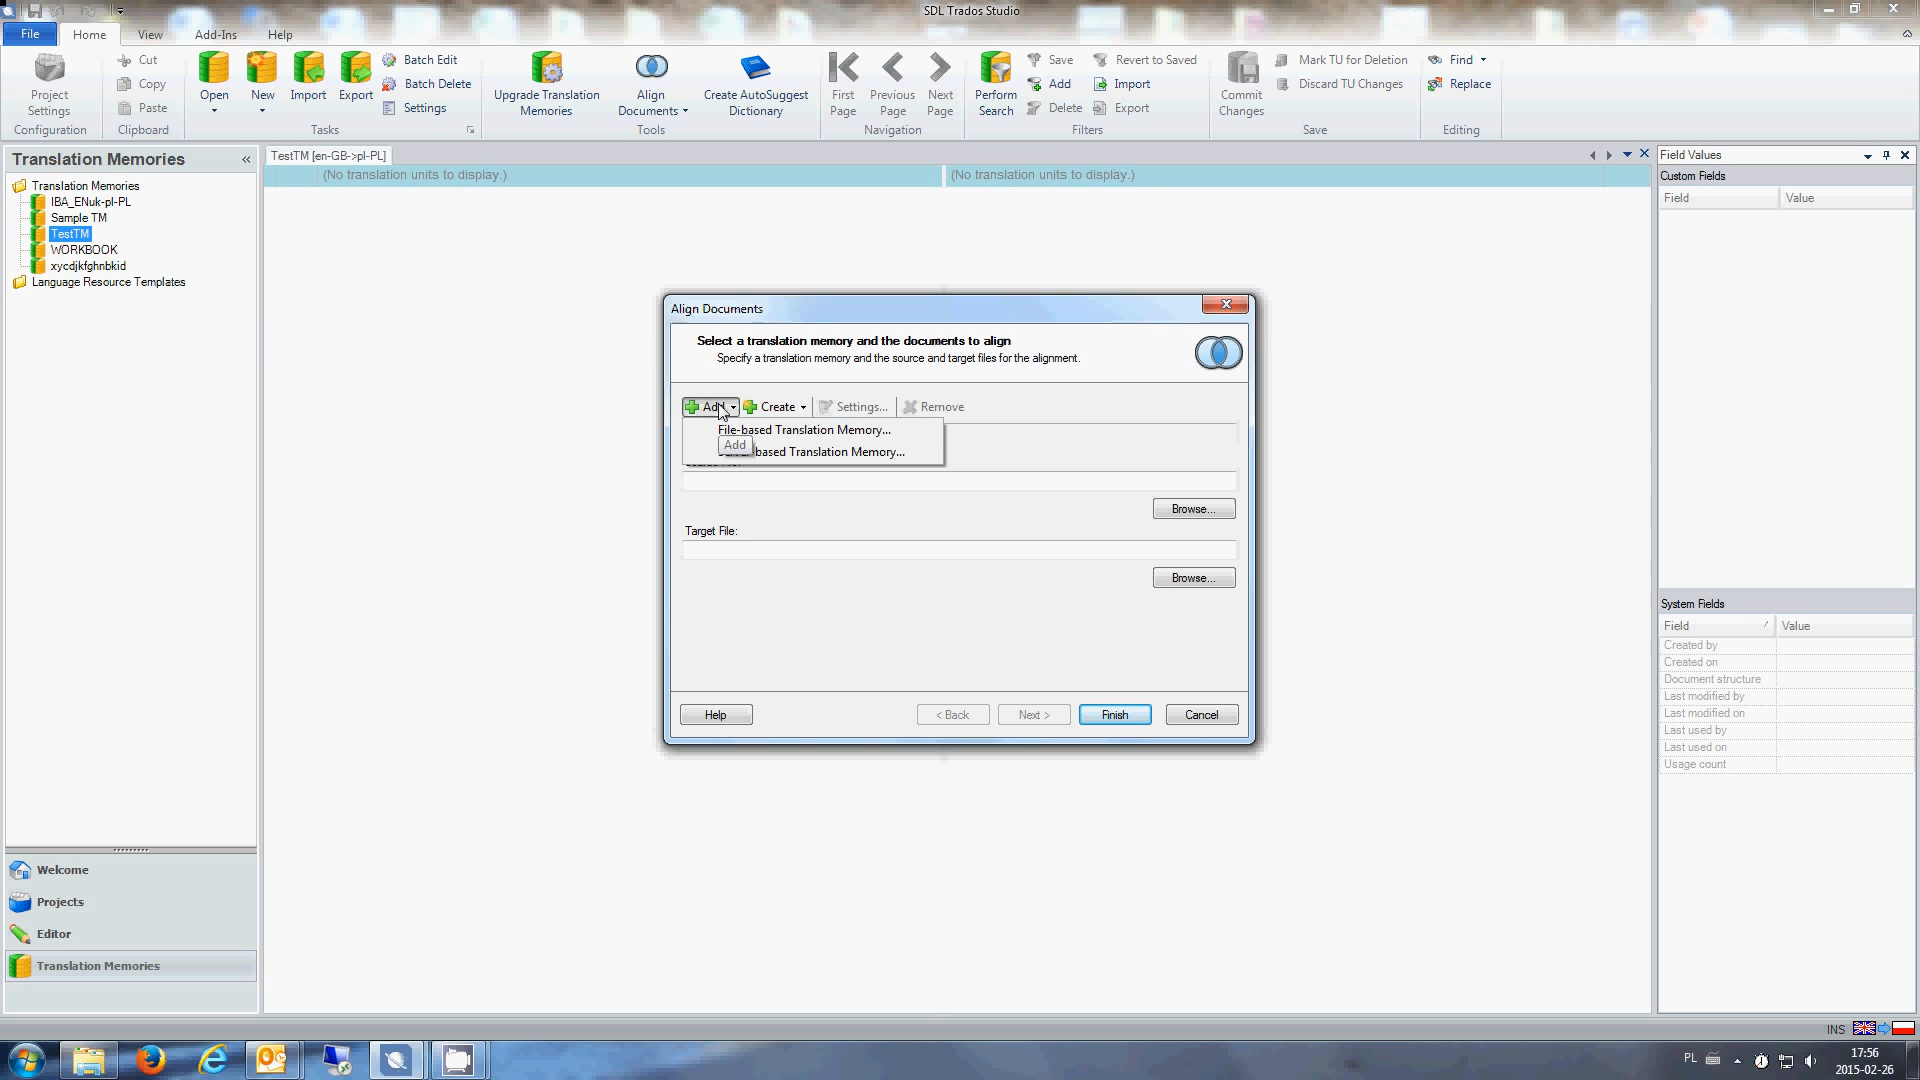 SDL Trados Studio
File
Home
View
Add-Ins
Help
Project Settings
Configuration
Cut
Copy
Paste
Clipboard
Open
New
Import
Export
Batch Edit
Batch Delete
Settings
Tasks
Upgrade Translation Memories
Align Documents
Create AutoSuggest Dictionary
Tools
First Page
Previous Page
Next Page
Navigation
Perform Search
Save
Add
Delete
Revert to Saved
Import
Export
Filters
Commit Changes
Mark TU for Deletion
Discard TU Changes
Save
Find
Replace
Editing
Translation Memories
Translation Memories
IBA_ENuk-pl-PL
Sample TM
TestTM
WORKBOOK
xycdjkfghnbkid
Language Resource Templates
Welcome
Projects
Editor
Translation Memories
TestTM [en-GB->pl-PL]
(No translation units to display.)
(No translation units to display.)
Align Documents
Select a translation memory and the documents to align
Specify a translation memory and the source and target files for the alignment.
Add
Create
Settings...
Remove
File-based Translation Memory...
Add
based Translation Memory...
Browse...
Target File:
Browse...
Help
< Back
Next >
Finish
Cancel
Field Values
Custom Fields
Field Value
System Fields
Field Value
Created by
Created on
Document structure
Last modified by
Last modified on
Last used by
Last used on
Usage count
INS
PL
17:56
2015-02-26